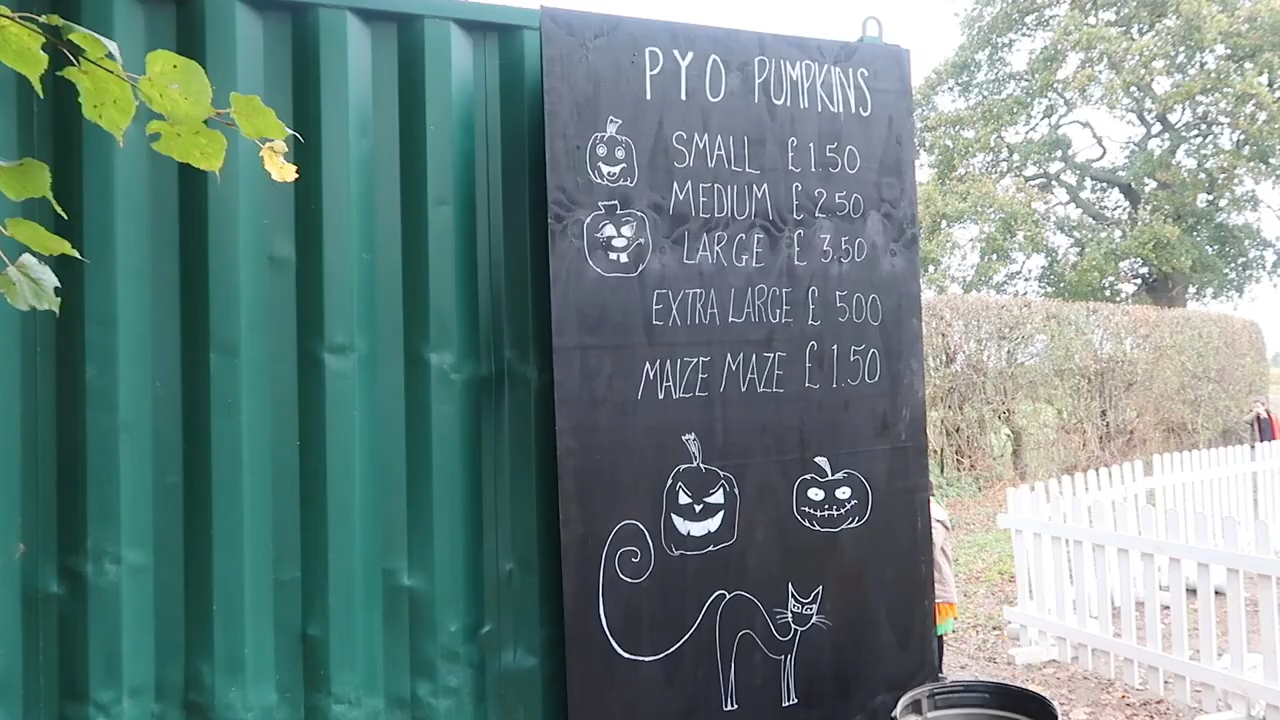 PYO PUMPKINS
SMALL £1.50
MEDIUM £2.50
LARGE £3.50
EXTRA LARGE £500
MAIZE MAZE £1.50